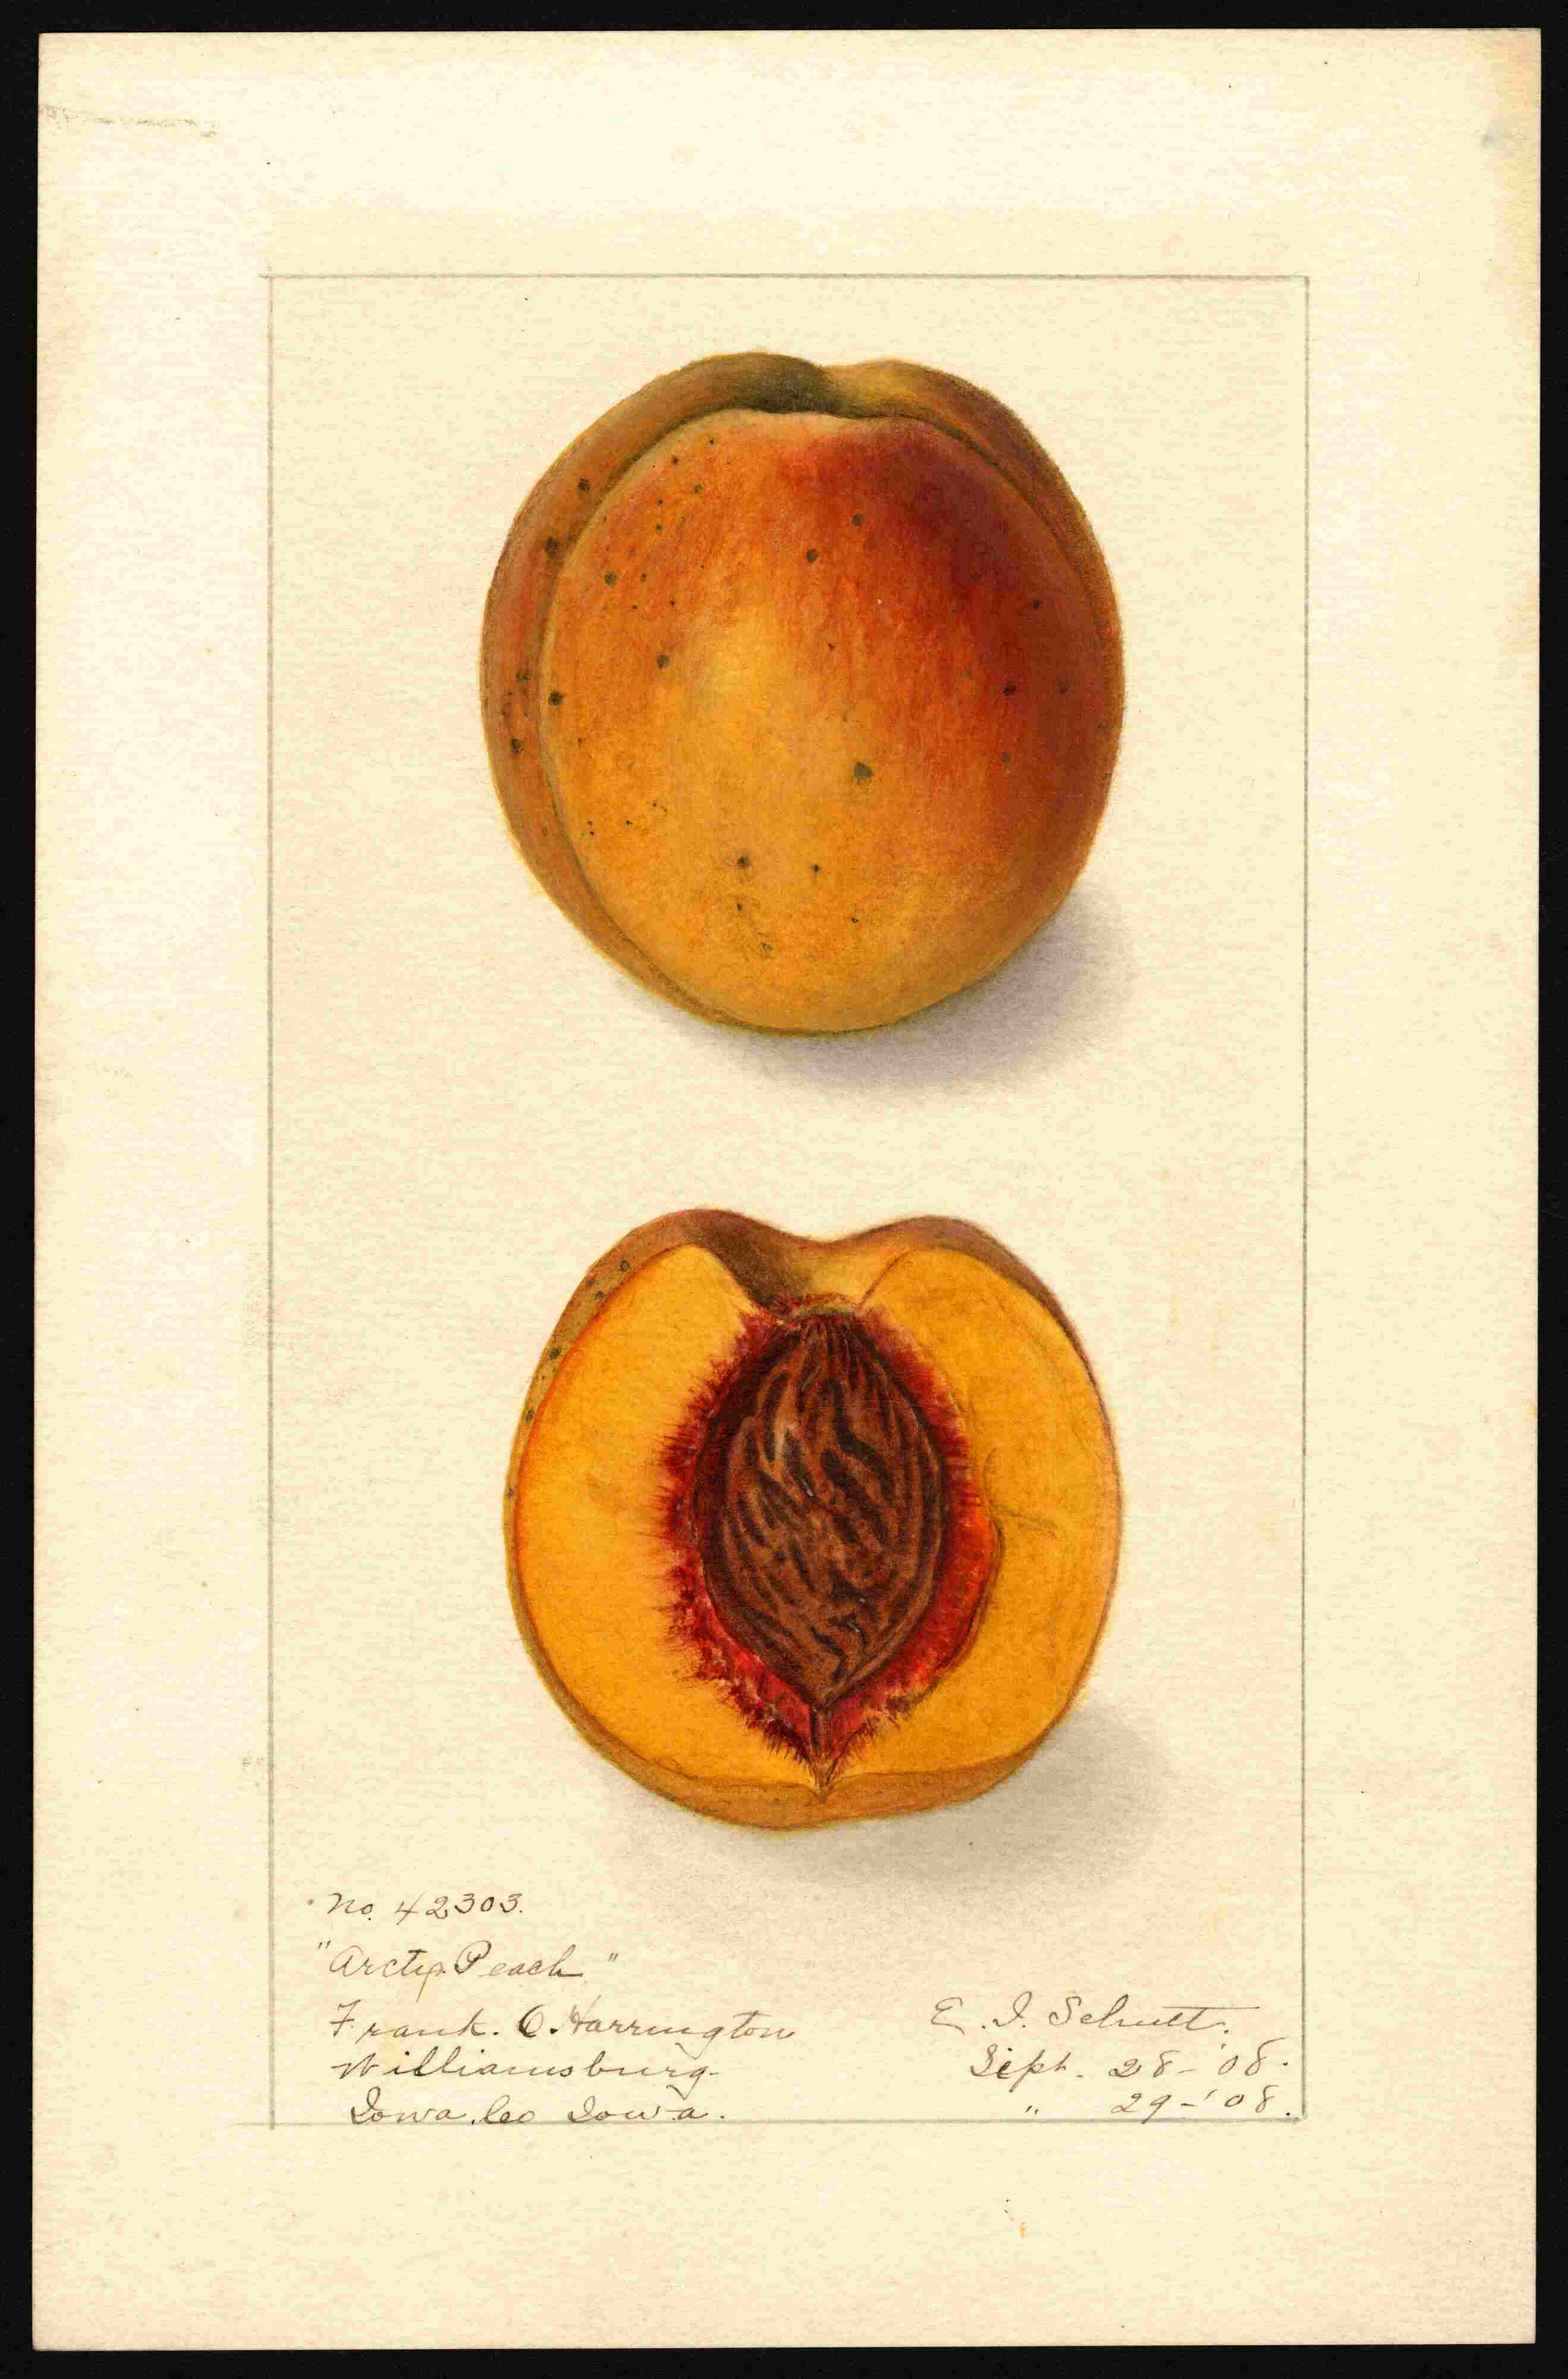 No. 42303.
"Arctic Peach"
Frank. O. Harrington
Williamsburg.
Iowa. Co Iowa.
E. I. Schutt.
Sept. 28-'08.
" 29-'08.